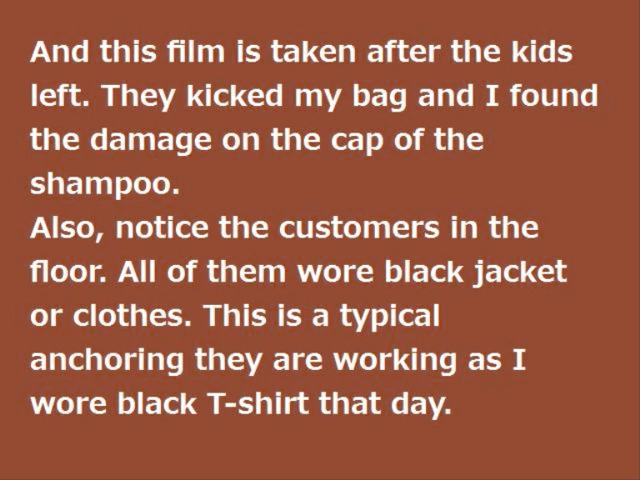 And this film is taken after the kids
left. They kicked my bag and I found
the damage on the cap of the
shampoo.
Also, notice the customers in the
floor. All of them wore black jacket
or clothes. This is a typical
anchoring they are working as I
wore black T-shirt that day.